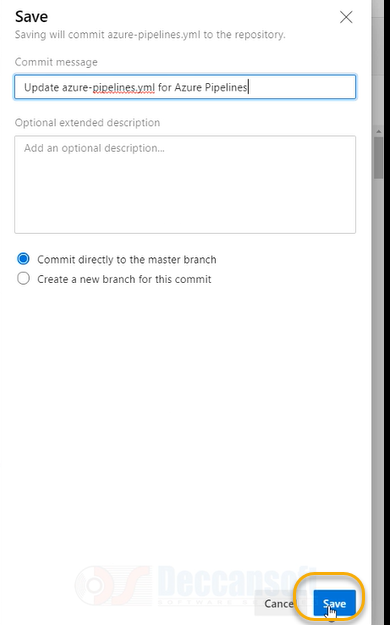 Save
Saving will commit azure-pipelines.yml to the repository.
Commit message
Update azure-pipelines.yml for Azure Pipelines
Optional extended description
Add an optional description...
Commit directly to the master branch
Create a new branch for this commit
Deccansoft
Cancel
Save